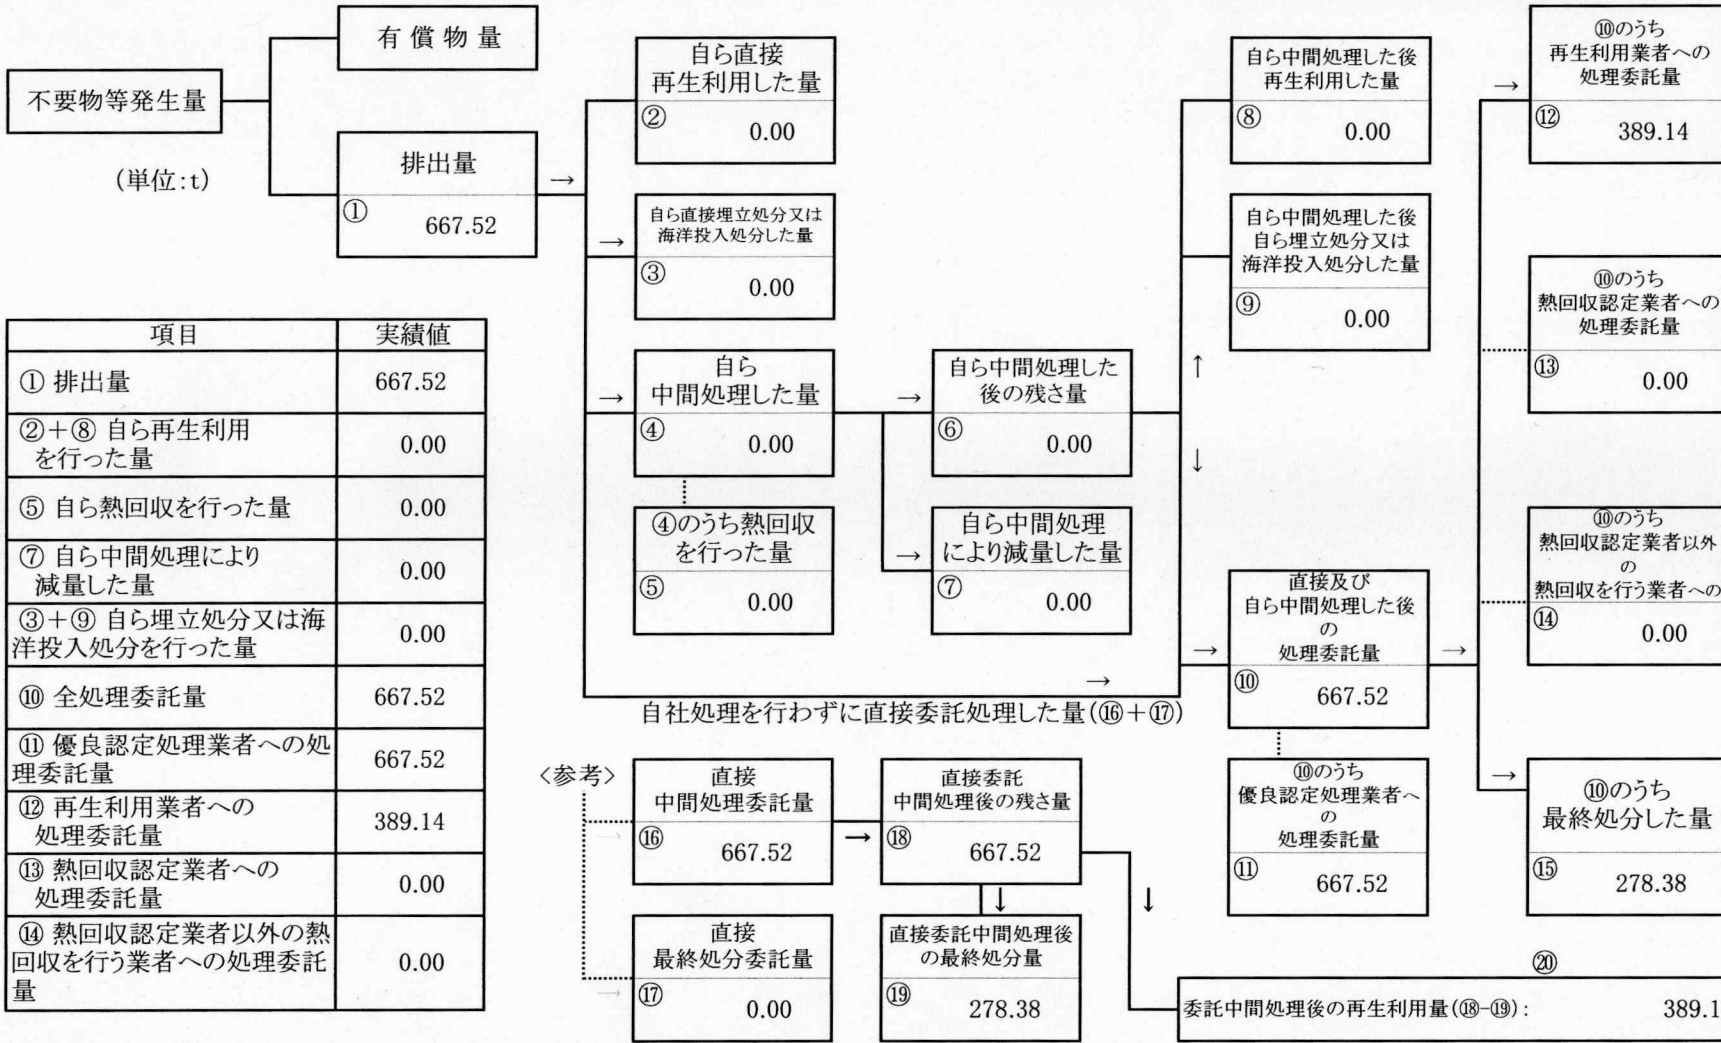 不要物等発生量
(単位:t)
有償物量
排出量
① 667.52
自ら直接
再生利用した量
② 0.00
自ら直接埋立処分又は
海洋投入処分した量
③ 0.00
自ら
中間処理した量
④ 0.00
④のうち熱回収
を行った量
⑤ 0.00
自ら中間処理した
後の残さ量
⑥ 0.00
自ら中間処理
により減量した量
⑦ 0.00
自ら中間処理した後
再生利用した量
⑧ 0.00
自ら中間処理した後
自ら埋立処分又は
海洋投入処分した量
⑨ 0.00
直接及び
自ら中間処理した後
の
処理委託量
⑩ 667.52
⑩のうち
優良認定処理業者へ
の
処理委託量
⑪ 667.52
⑩のうち
再生利用業者への
処理委託量
⑫ 389.14
⑩のうち
熱回収認定業者への
処理委託量
⑬ 0.00
⑩のうち
熱回収認定業者以外
の
熱回収を行う業者への
⑭ 0.00
⑩のうち
最終処分した量
⑮ 278.38
自社処理を行わずに直接委託処理した量(⑯+⑰)
<参考>
直接
中間処理委託量
⑯ 667.52
直接
最終処分委託量
⑰ 0.00
直接委託
中間処理後の残さ量
⑱ 667.52
直接委託中間処理後
の最終処分量
⑲ 278.38
⑳
委託中間処理後の再生利用量(⑱-⑲): 389.1
項目 実績値
① 排出量 667.52
②+⑧ 自ら再生利用
を行った量 0.00
⑤ 自ら熱回収を行った量 0.00
⑦ 自ら中間処理により
減量した量 0.00
③+⑨ 自ら埋立処分又は海
洋投入処分を行った量 0.00
⑩ 全処理委託量 667.52
⑪ 優良認定処理業者への処
理委託量 667.52
⑫ 再生利用業者への
処理委託量 389.14
⑬ 熱回収認定業者への
処理委託量 0.00
⑭ 熱回収認定業者以外の熱
回収を行う業者への処理委託
量 0.00